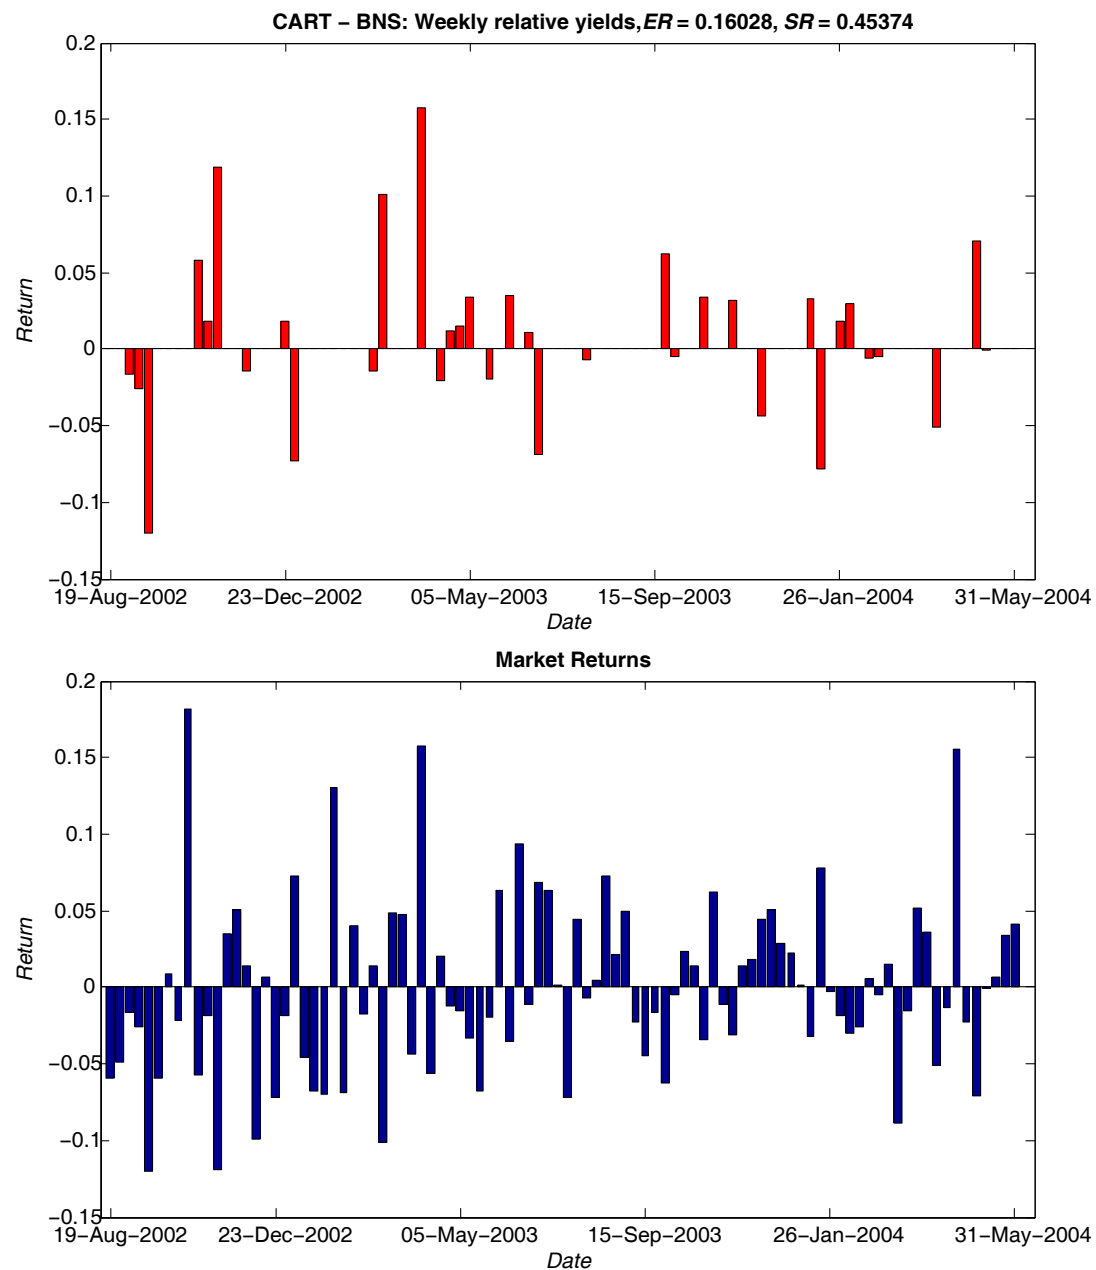 CART − BNS: Weekly relative yields,ER = 0.16028, SR = 0.45374
0.2
0.15
0.1
0.05
0
−0.05
−0.1
−0.15
Return
19−Aug−2002 23−Dec−2002 05−May−2003 15−Sep−2003 26−Jan−2004 31−May−2004
Date
Market Returns
0.2
0.15
0.1
0.05
0
−0.05
−0.1
−0.15
Return
19−Aug−2002 23−Dec−2002 05−May−2003 15−Sep−2003 26−Jan−2004 31−May−2004
Date